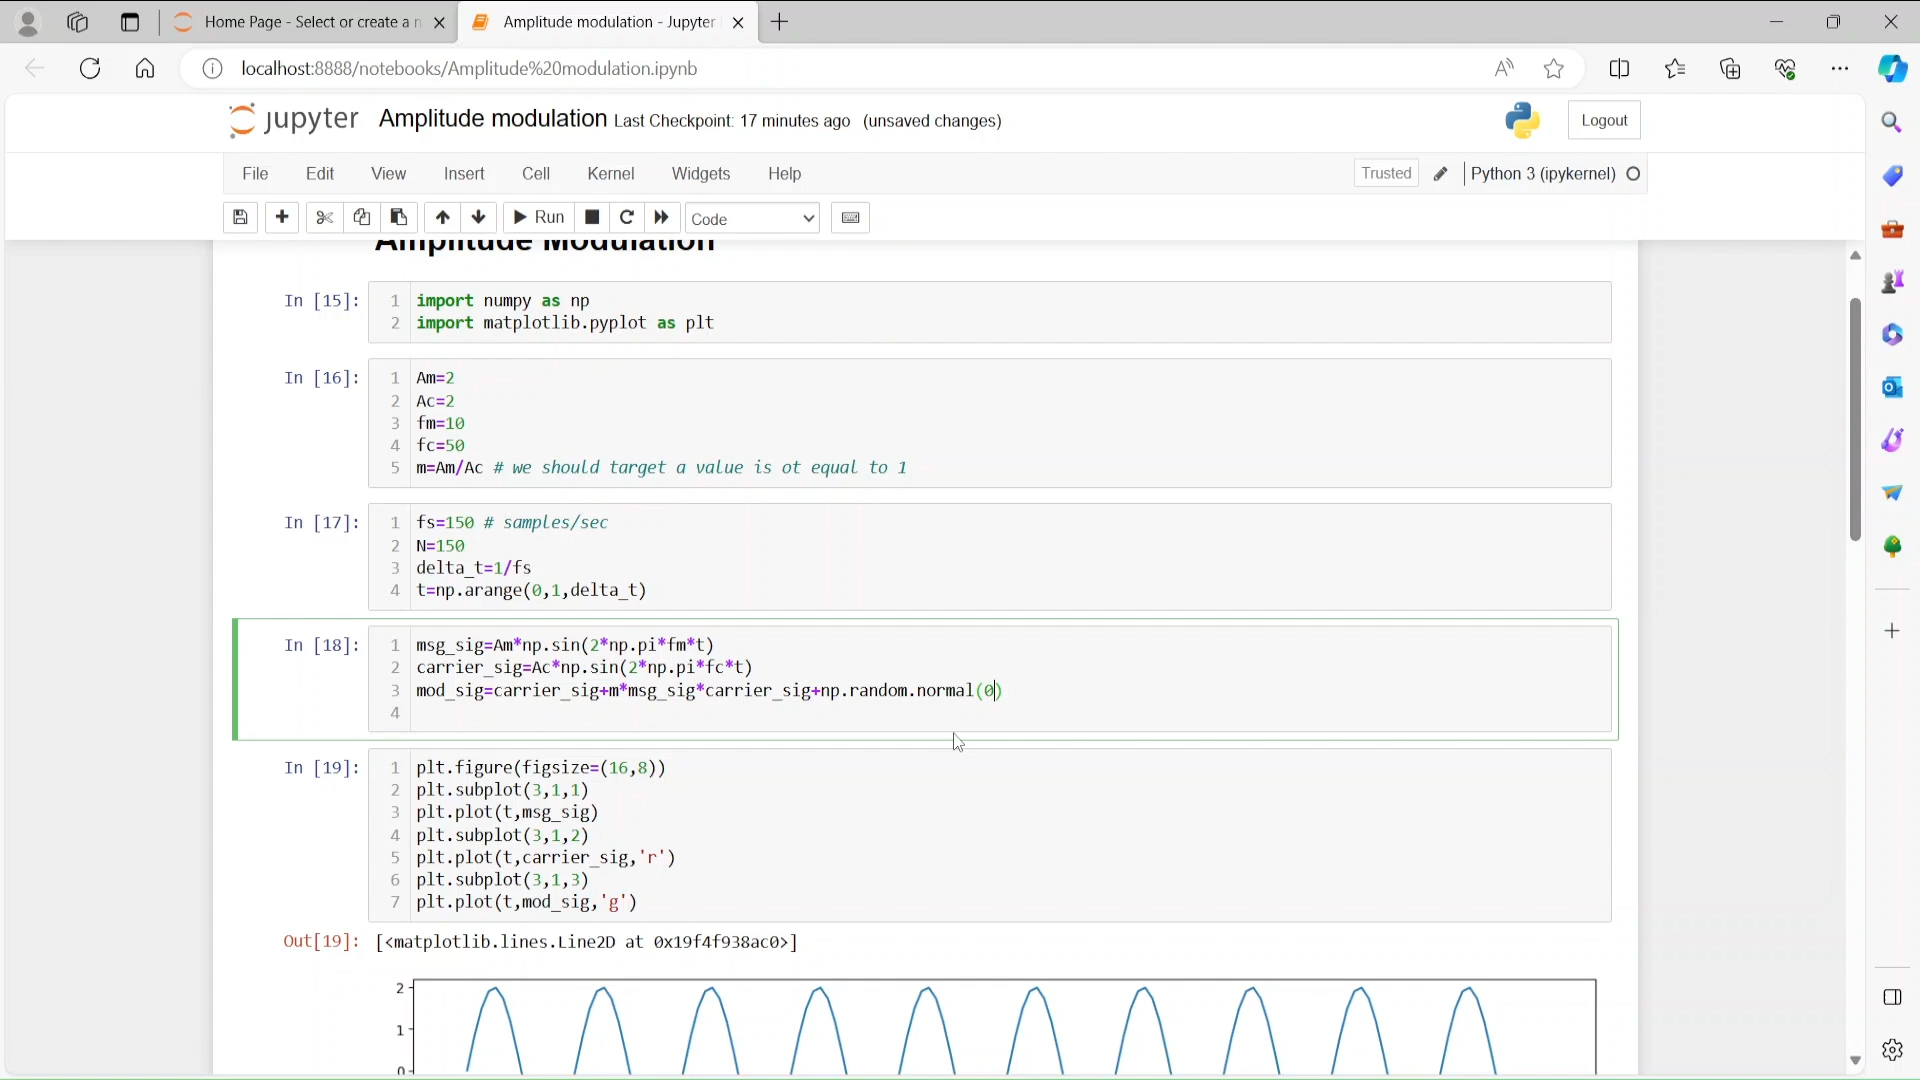 Home Page - Select or create a n
Amplitude modulation - Jupyter
localhost:8888/notebooks/Amplitude%20modulation.ipynb
jupyter Amplitude modulation Last Checkpoint: 17 minutes ago (unsaved changes)
Logout
File Edit View Insert Cell Kernel Widgets Help
Trusted
Python 3 (ipykernel)
Run
Code
Amplitude Modulation
In [15]:
1 import numpy as np
2 import matplotlib.pyplot as plt
In [16]:
1 Am=2
2 Ac=2
3 fm=10
4 fc=50
5 m=Am/Ac # we should target a value is ot equal to 1
In [17]:
1 fs=150 # samples/sec
2 N=150
3 delta_t=1/fs
4 t=np.arange(0,1,delta_t)
In [18]:
1 msg_sig=Am*np.sin(2*np.pi*fm*t)
2 carrier_sig=Ac*np.sin(2*np.pi*fc*t)
3 mod_sig=carrier_sig+m*msg_sig*carrier_sig+np.random.normal(0)
4
In [19]:
1 plt.figure(figsize=(16,8))
2 plt.subplot(3,1,1)
3 plt.plot(t,msg_sig)
4 plt.subplot(3,1,2)
5 plt.plot(t,carrier_sig,'r')
6 plt.subplot(3,1,3)
7 plt.plot(t,mod_sig,'g')
Out[19]: [<matplotlib.lines.Line2D at 0x19f4f938ac0>]
2
1
0